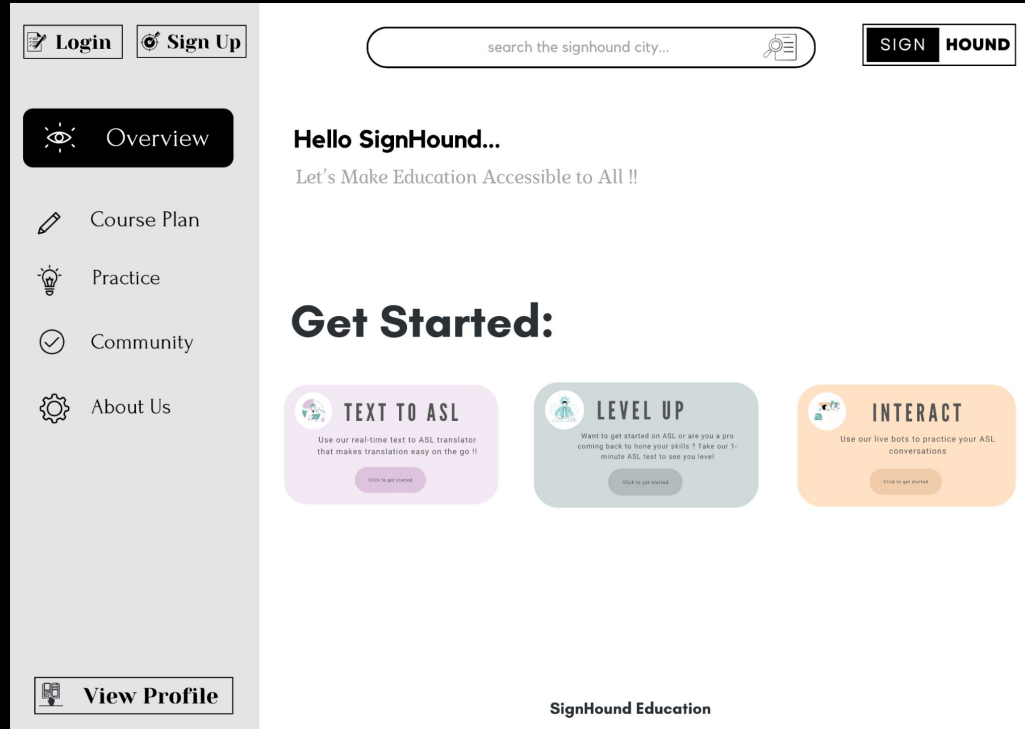 Login
Sign Up
search the signhound city...
SIGN HOUND
Overview
Course Plan
Practice
Community
About Us
View Profile
Hello SignHound...
Let's Make Education Accessible to All !!
Get Started:
TEXT TO ASL
Use our real-time text to ASL translator
that makes translation easy on the go !!
Click to get started
LEVEL UP
Want to get started on ASL or are you a pro
coming back to hone your skills ? Take our 1-
minute ASL test to see you level
Click to get started
INTERACT
Use our live bots to practice your ASL
conversations
Click to get started
SignHound Education